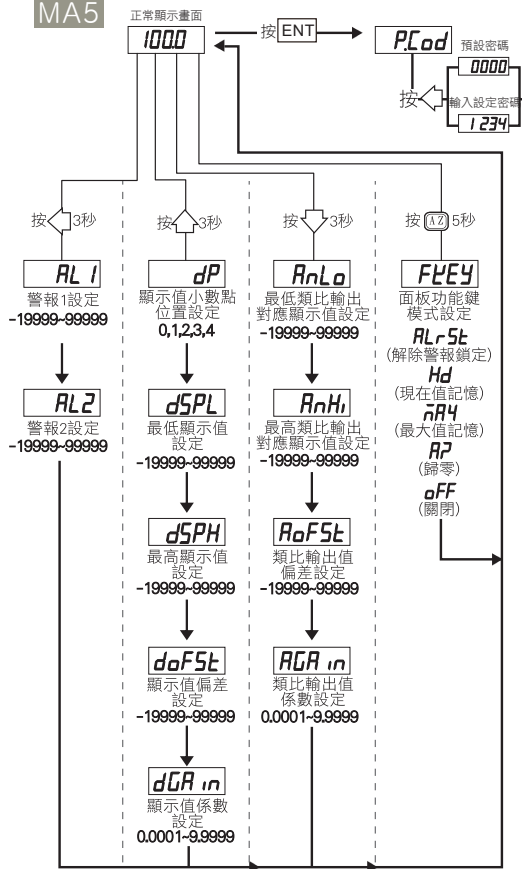 MA5
正常顯示畫面
100.0
按 ENT
P.Cod
預設密碼
0000
按
輸入設定密碼
1234
按 3秒
AL1
警報1設定
-19999~99999
AL2
警報2設定
-19999~99999
按 3秒
dP
顯示值小數點
位置設定
0,1,2,3,4
dSPL
最低顯示值
設定
-19999~99999
dSPH
最高顯示值
設定
-19999~99999
doFSt
顯示值偏差
設定
-19999~99999
dGAin
顯示值係數
設定
0.0001~9.9999
按 3秒
AnLo
最低類比輸出
對應顯示值設定
-19999~99999
AnHi
最高類比輸出
對應顯示值設定
-19999~99999
AoFSt
類比輸出值
偏差設定
-19999~99999
AGAin
類比輸出值
係數設定
0.0001~9.9999
按 AZ 5秒
FKEY
面板功能鍵
模式設定
ALrSt
(解除警報鎖定)
Hd
(現在值記憶)
(最大值記憶)
(歸零)
oFF
(關閉)